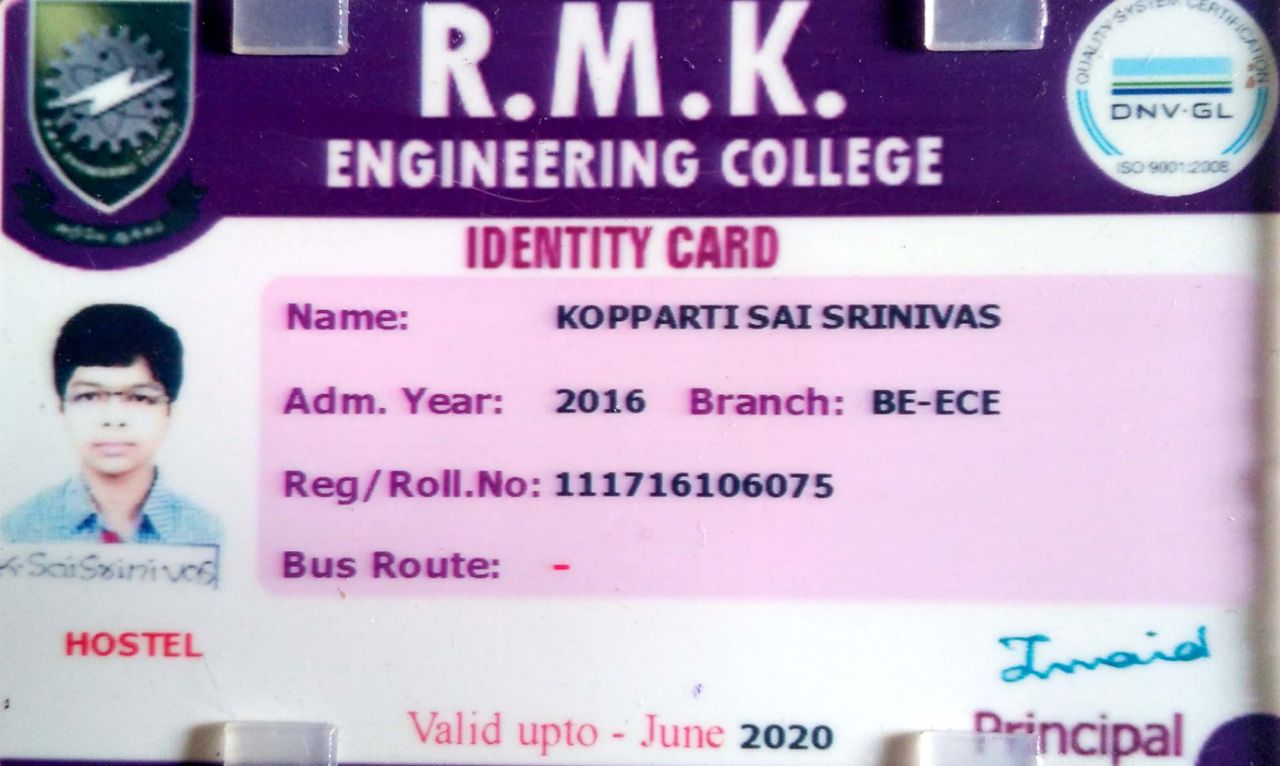 R.M.K.
ENGINEERING COLLEGE
QUALITY SYSTEM CERTIFICATION
DNV·GL
ISO 9001:2008
IDENTITY CARD
Name: KOPPARTI SAI SRINIVAS
Adm. Year: 2016 Branch: BE-ECE
Reg/Roll.No: 111716106075
Bus Route: -
K SaiSrinivas
HOSTEL
Valid upto - June 2020
Principal